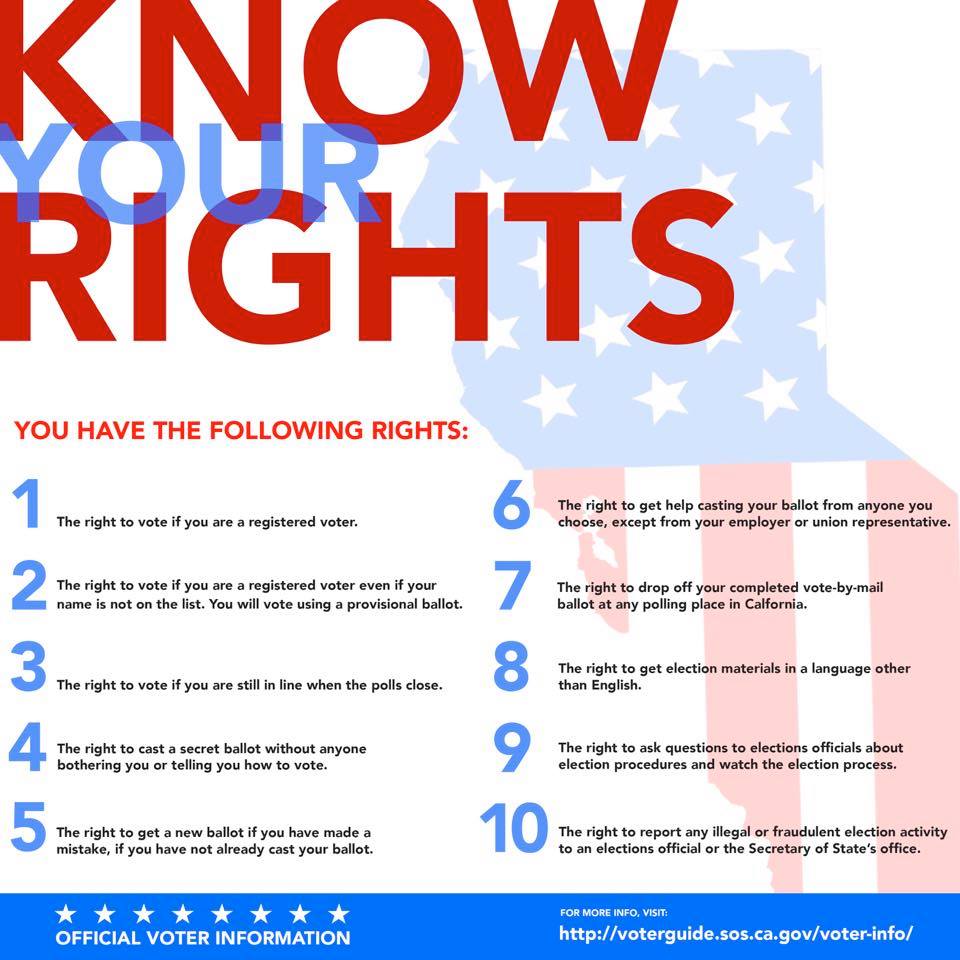 KNOW
YOUR
RIGHTS
YOU HAVE THE FOLLOWING RIGHTS:
1
The right to vote if you are a registered voter.
2
The right to vote if you are a registered voter even if your
name is not on the list. You will vote using a provisional ballot.
3
The right to vote if you are still in line when the polls close.
4
The right to cast a secret ballot without anyone
bothering you or telling you how to vote.
5
The right to get a new ballot if you have made a
mistake, if you have not already cast your ballot.
6
The right to get help casting your ballot from anyone you
choose, except from your employer or union representative.
7
The right to drop off your completed vote-by-mail
ballot at any polling place in Calfornia.
8
The right to get election materials in a language other
than English.
9
The right to ask questions to elections officials about
election procedures and watch the election process.
10
The right to report any illegal or fraudulent election activity
to an elections official or the Secretary of State's office.
OFFICIAL VOTER INFORMATION
FOR MORE INFO, VISIT:
http://voterguide.sos.ca.gov/voter-info/